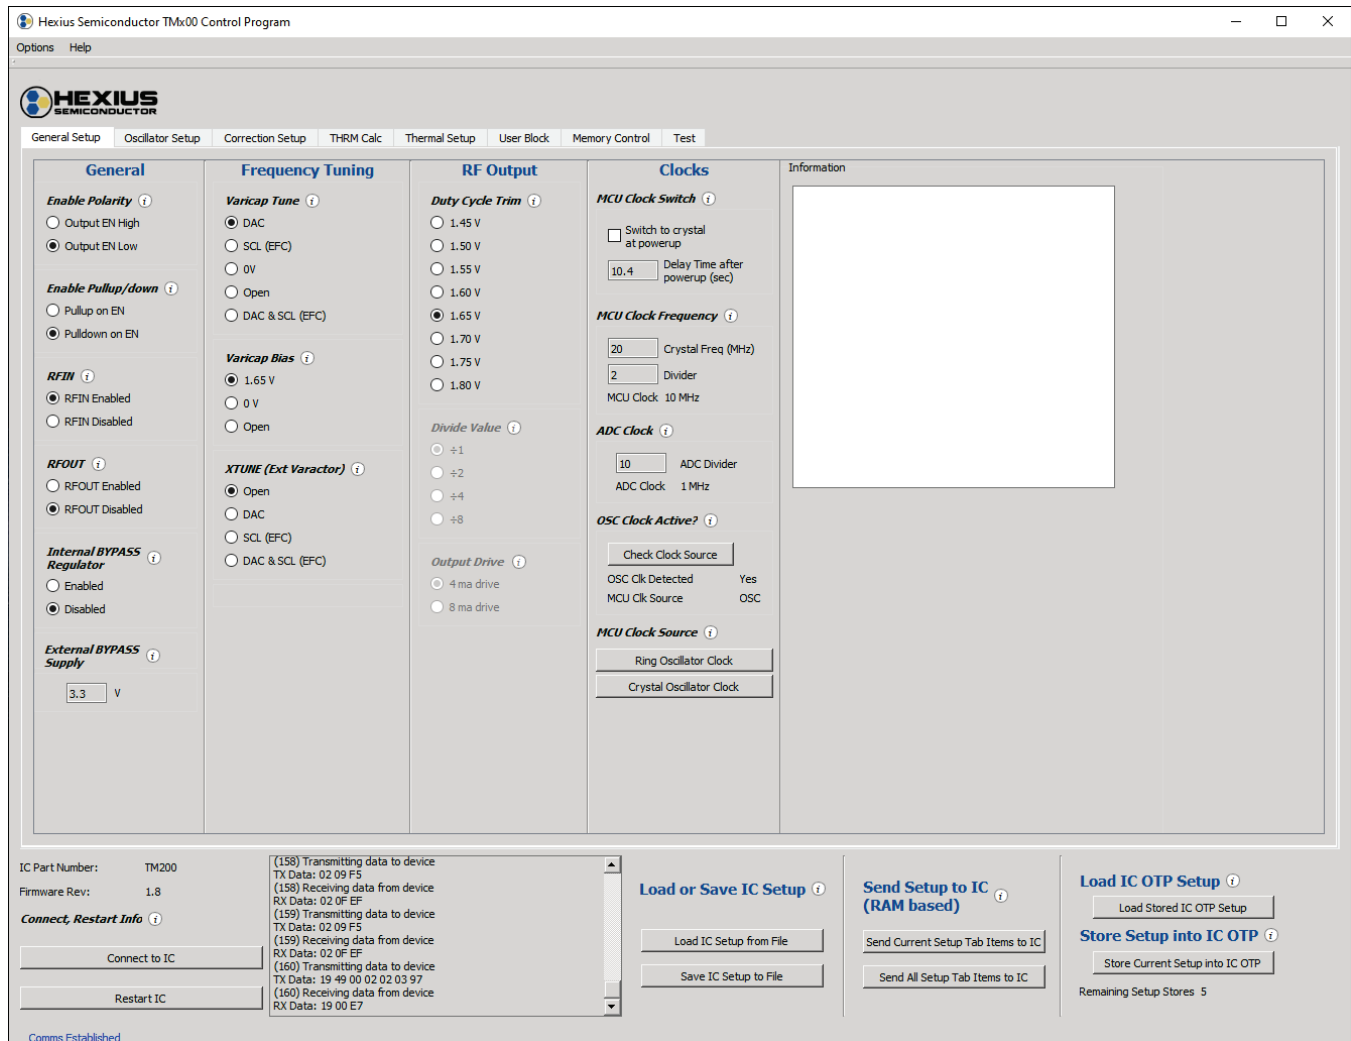 Hexius Semiconductor TMx00 Control Program
Options Help
HEXIUS
SEMICONDUCTOR
General Setup Oscillator Setup Correction Setup THRM Calc Thermal Setup User Block Memory Control Test
General
Enable Polarity
Output EN High
Output EN Low
Enable Pullup/down
Pullup on EN
Pulldown on EN
RFIN
RFIN Enabled
RFIN Disabled
RFOUT
RFOUT Enabled
RFOUT Disabled
Internal BYPASS
Regulator
Enabled
Disabled
External BYPASS
Supply
3.3 V
Frequency Tuning
Varicap Tune
DAC
SCL (EFC)
0V
Open
DAC & SCL (EFC)
Varicap Bias
1.65 V
0 V
Open
XTUNE (Ext Varactor)
Open
DAC
SCL (EFC)
DAC & SCL (EFC)
RF Output
Duty Cycle Trim
1.45 V
1.50 V
1.55 V
1.60 V
1.65 V
1.70 V
1.75 V
1.80 V
Divide Value
÷1
÷2
÷4
÷8
Output Drive
4 ma drive
8 ma drive
Clocks
MCU Clock Switch
Switch to crystal
at powerup
10.4 Delay Time after
powerup (sec)
MCU Clock Frequency
20 Crystal Freq (MHz)
2 Divider
MCU Clock 10 MHz
ADC Clock
10 ADC Divider
ADC Clock 1 MHz
OSC Clock Active?
Check Clock Source
OSC Clk Detected Yes
MCU Clk Source OSC
MCU Clock Source
Ring Oscillator Clock
Crystal Oscillator Clock
Information
IC Part Number: TM200
Firmware Rev: 1.8
Connect, Restart Info
Connect to IC
Restart IC
Comms Established
(158) Transmitting data to device
TX Data: 02 09 F5
(158) Receiving data from device
RX Data: 02 0F EF
(159) Transmitting data to device
TX Data: 02 09 F5
(159) Receiving data from device
RX Data: 02 0F EF
(160) Transmitting data to device
TX Data: 19 49 00 02 02 03 97
(160) Receiving data from device
RX Data: 19 00 E7
Load or Save IC Setup
Load IC Setup from File
Save IC Setup to File
Send Setup to IC
(RAM based)
Send Current Setup Tab Items to IC
Send All Setup Tab Items to IC
Load IC OTP Setup
Load Stored IC OTP Setup
Store Setup into IC OTP
Store Current Setup into IC OTP
Remaining Setup Stores 5